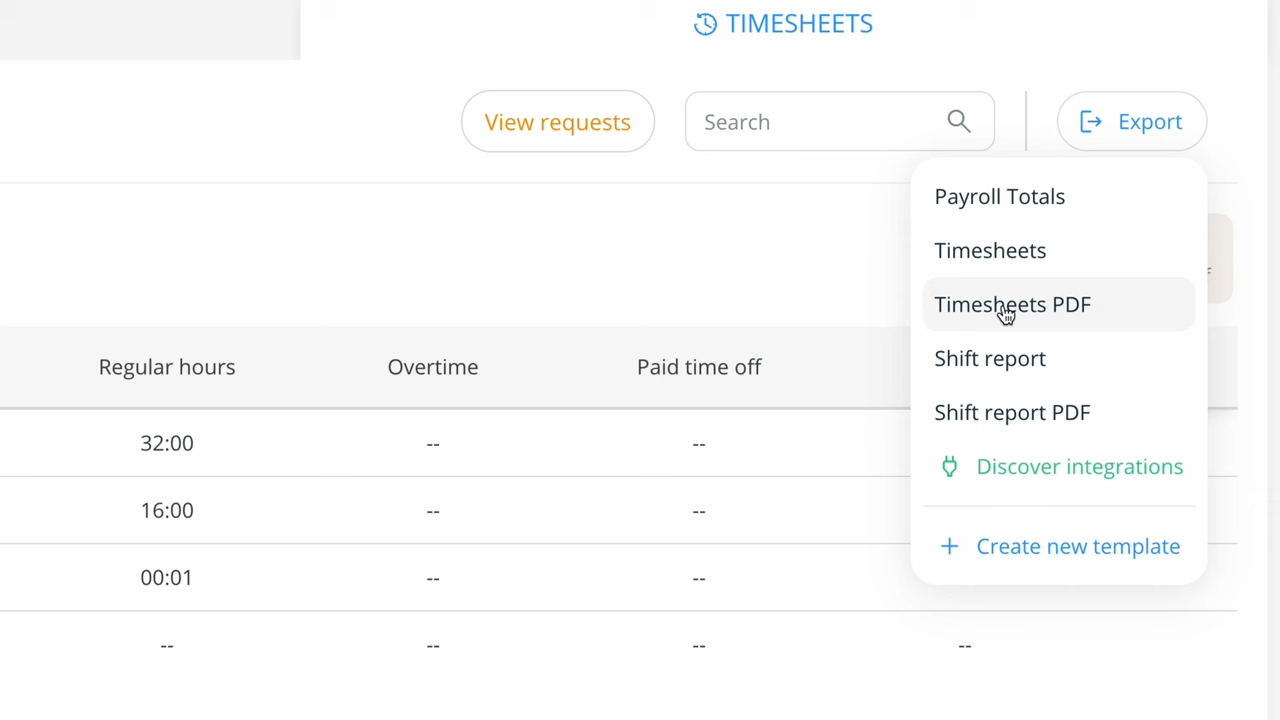 TIMESHEETS
View requests
Search
Export
Payroll Totals
Timesheets
Timesheets PDF
Shift report
Shift report PDF
Discover integrations
+ Create new template
Regular hours Overtime Paid time off
32:00 -- --
16:00 -- --
00:01 -- --
-- -- -- --